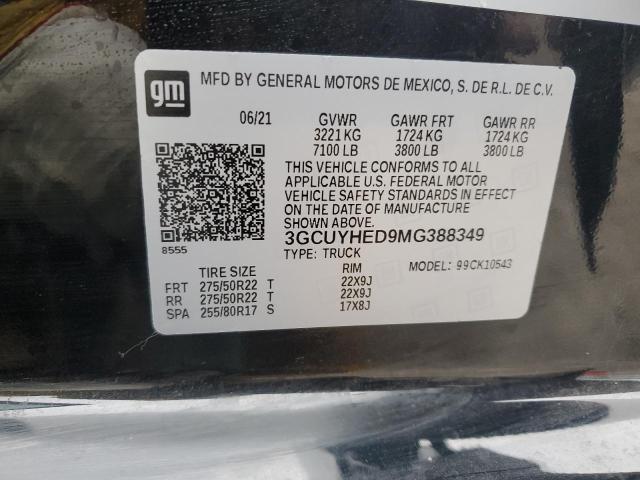 gm
MFD BY GENERAL MOTORS DE MEXICO, S. DE R.L. DE C.V.
06/21 GVWR GAWR FRT GAWR RR
3221 KG 1724 KG 1724 KG
7100 LB 3800 LB 3800 LB
THIS VEHICLE CONFORMS TO ALL
APPLICABLE U.S. FEDERAL MOTOR
VEHICLE SAFETY STANDARDS IN EFFECT
ON THE DATE OF MANUFACTURE
SHOWN ABOVE.
3GCUYHED9MG388349
8555
TYPE: TRUCK MODEL: 99CK10543
TIRE SIZE RIM
FRT 275/50R22 T 22X9J
RR 275/50R22 T 22X9J
SPA 255/80R17 S 17X8J